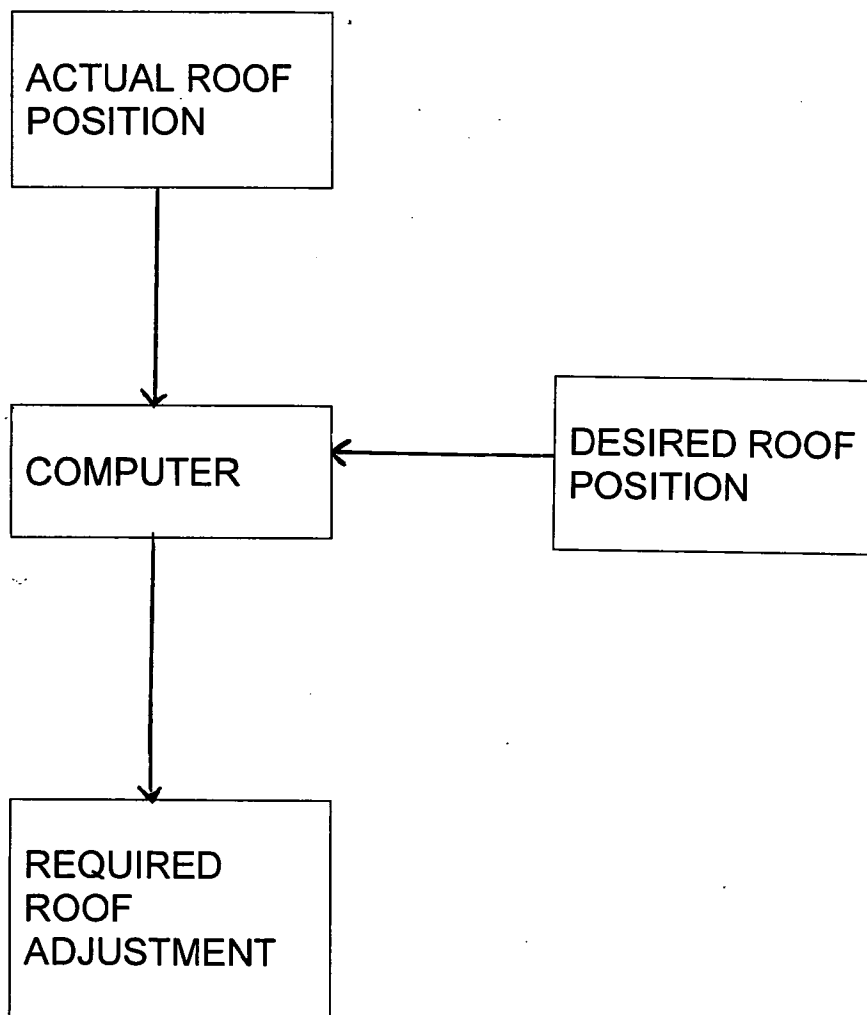 ACTUAL ROOF
POSITION
COMPUTER
DESIRED ROOF
POSITION
REQUIRED
ROOF
ADJUSTMENT